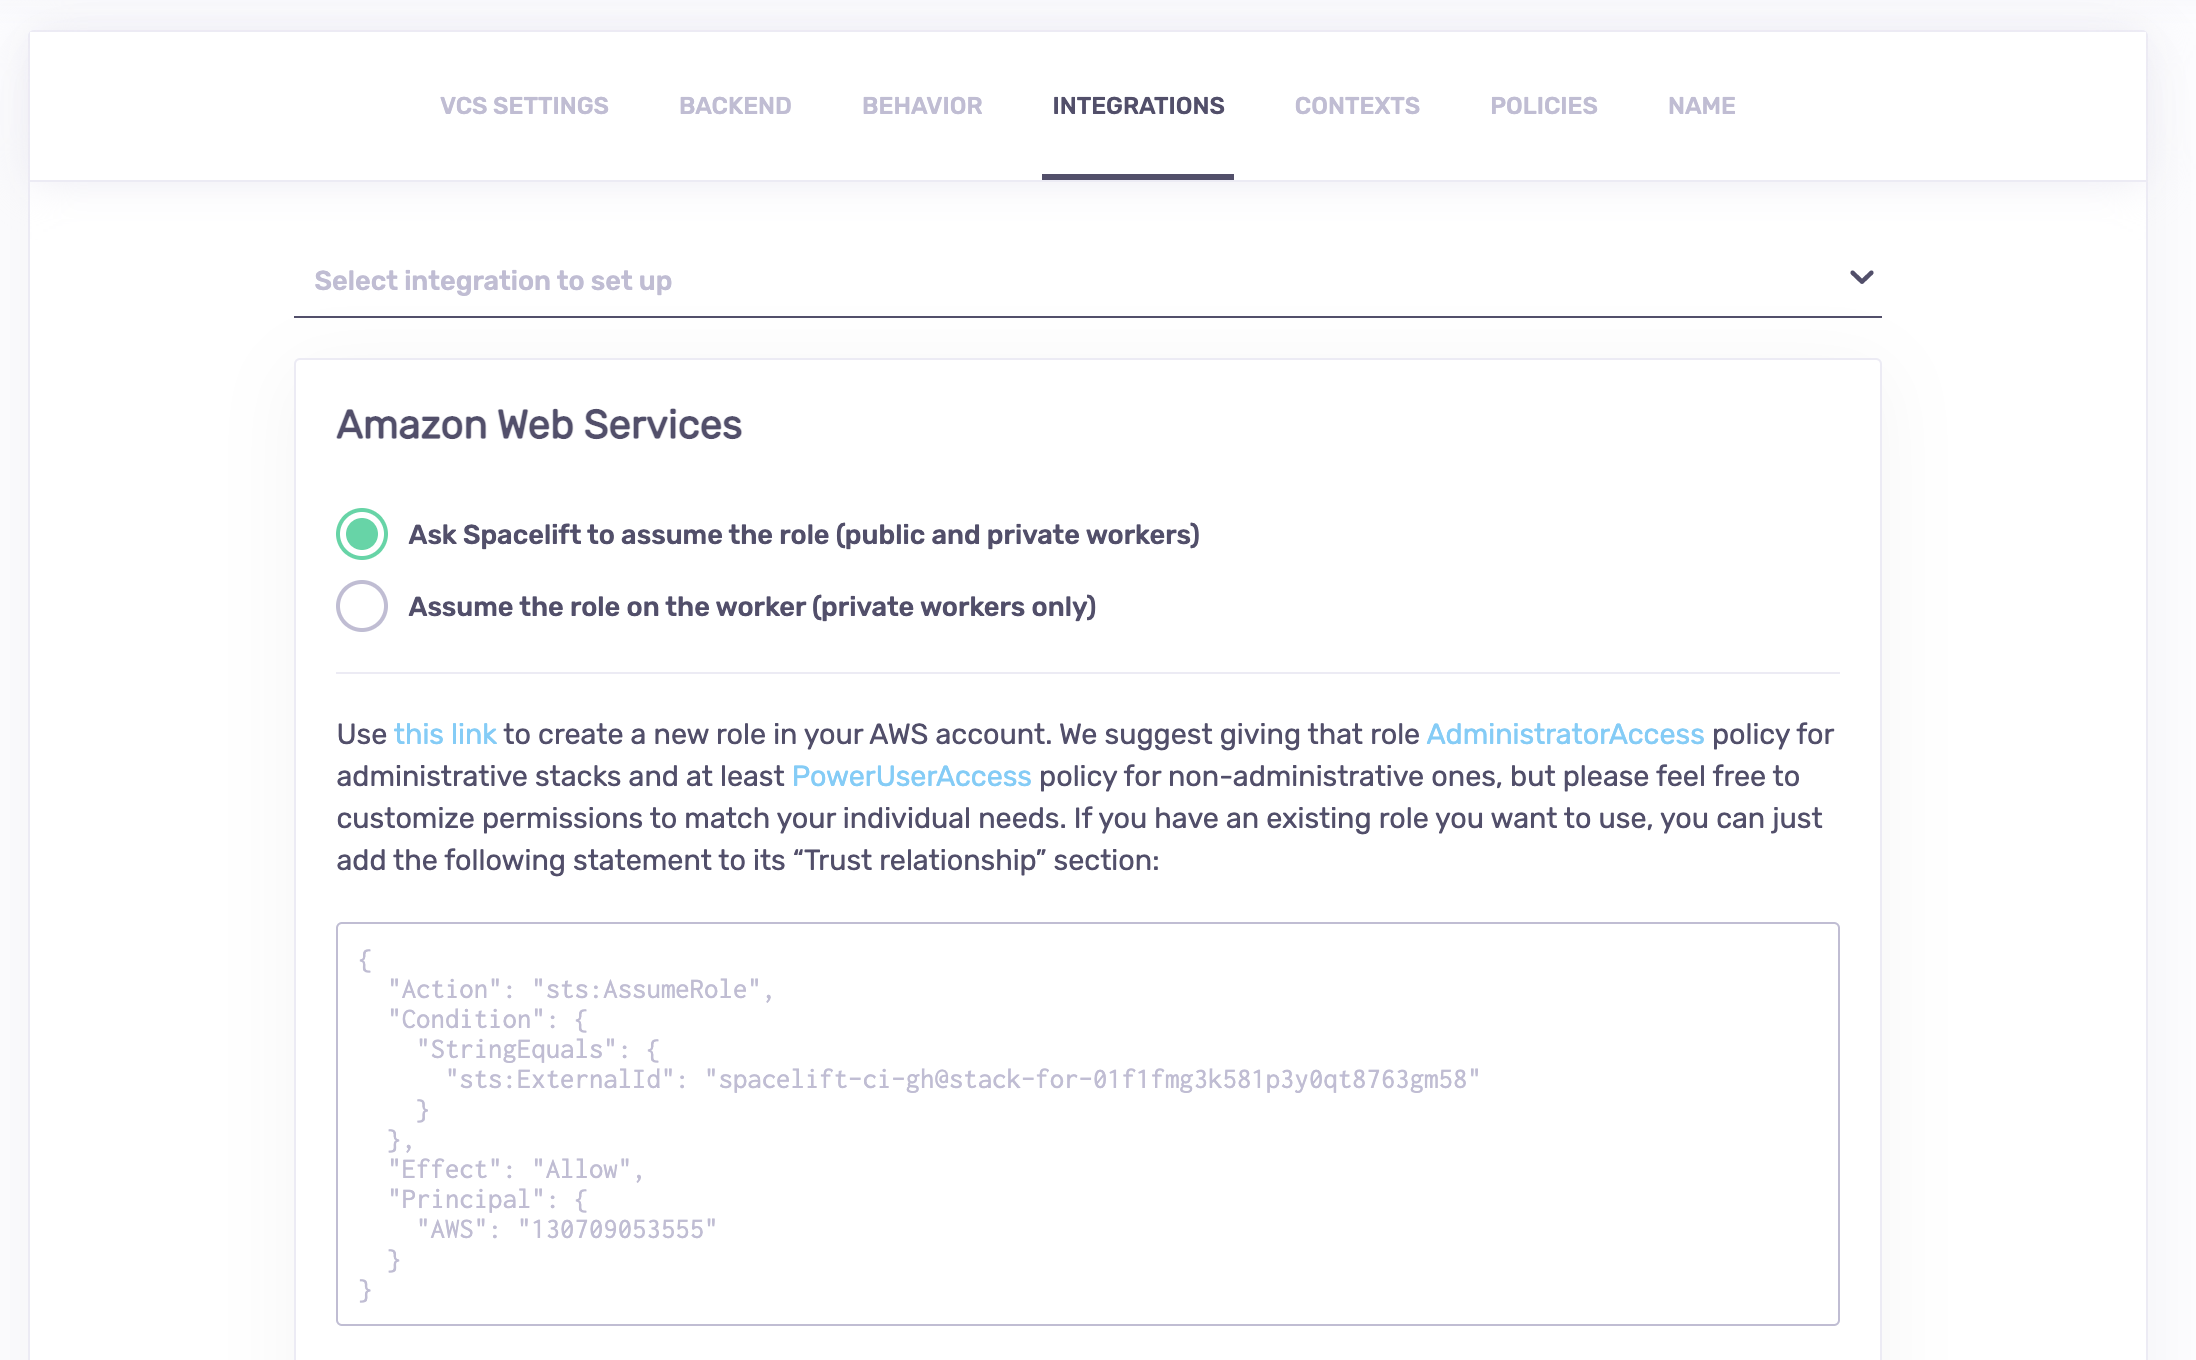 VCS SETTINGS BACKEND BEHAVIOR INTEGRATIONS CONTEXTS POLICIES NAME
Select integration to set up
Amazon Web Services
Ask Spacelift to assume the role (public and private workers)
Assume the role on the worker (private workers only)
Use this link to create a new role in your AWS account. We suggest giving that role AdministratorAccess policy for
administrative stacks and at least PowerUserAccess policy for non-administrative ones, but please feel free to
customize permissions to match your individual needs. If you have an existing role you want to use, you can just
add the following statement to its “Trust relationship” section:
{
  "Action": "sts:AssumeRole",
  "Condition": {
    "StringEquals": {
      "sts:ExternalId": "spacelift-ci-gh@stack-for-01f1fmg3k581p3y0qt8763gm58"
    }
  },
  "Effect": "Allow",
  "Principal": {
    "AWS": "130709053555"
  }
}